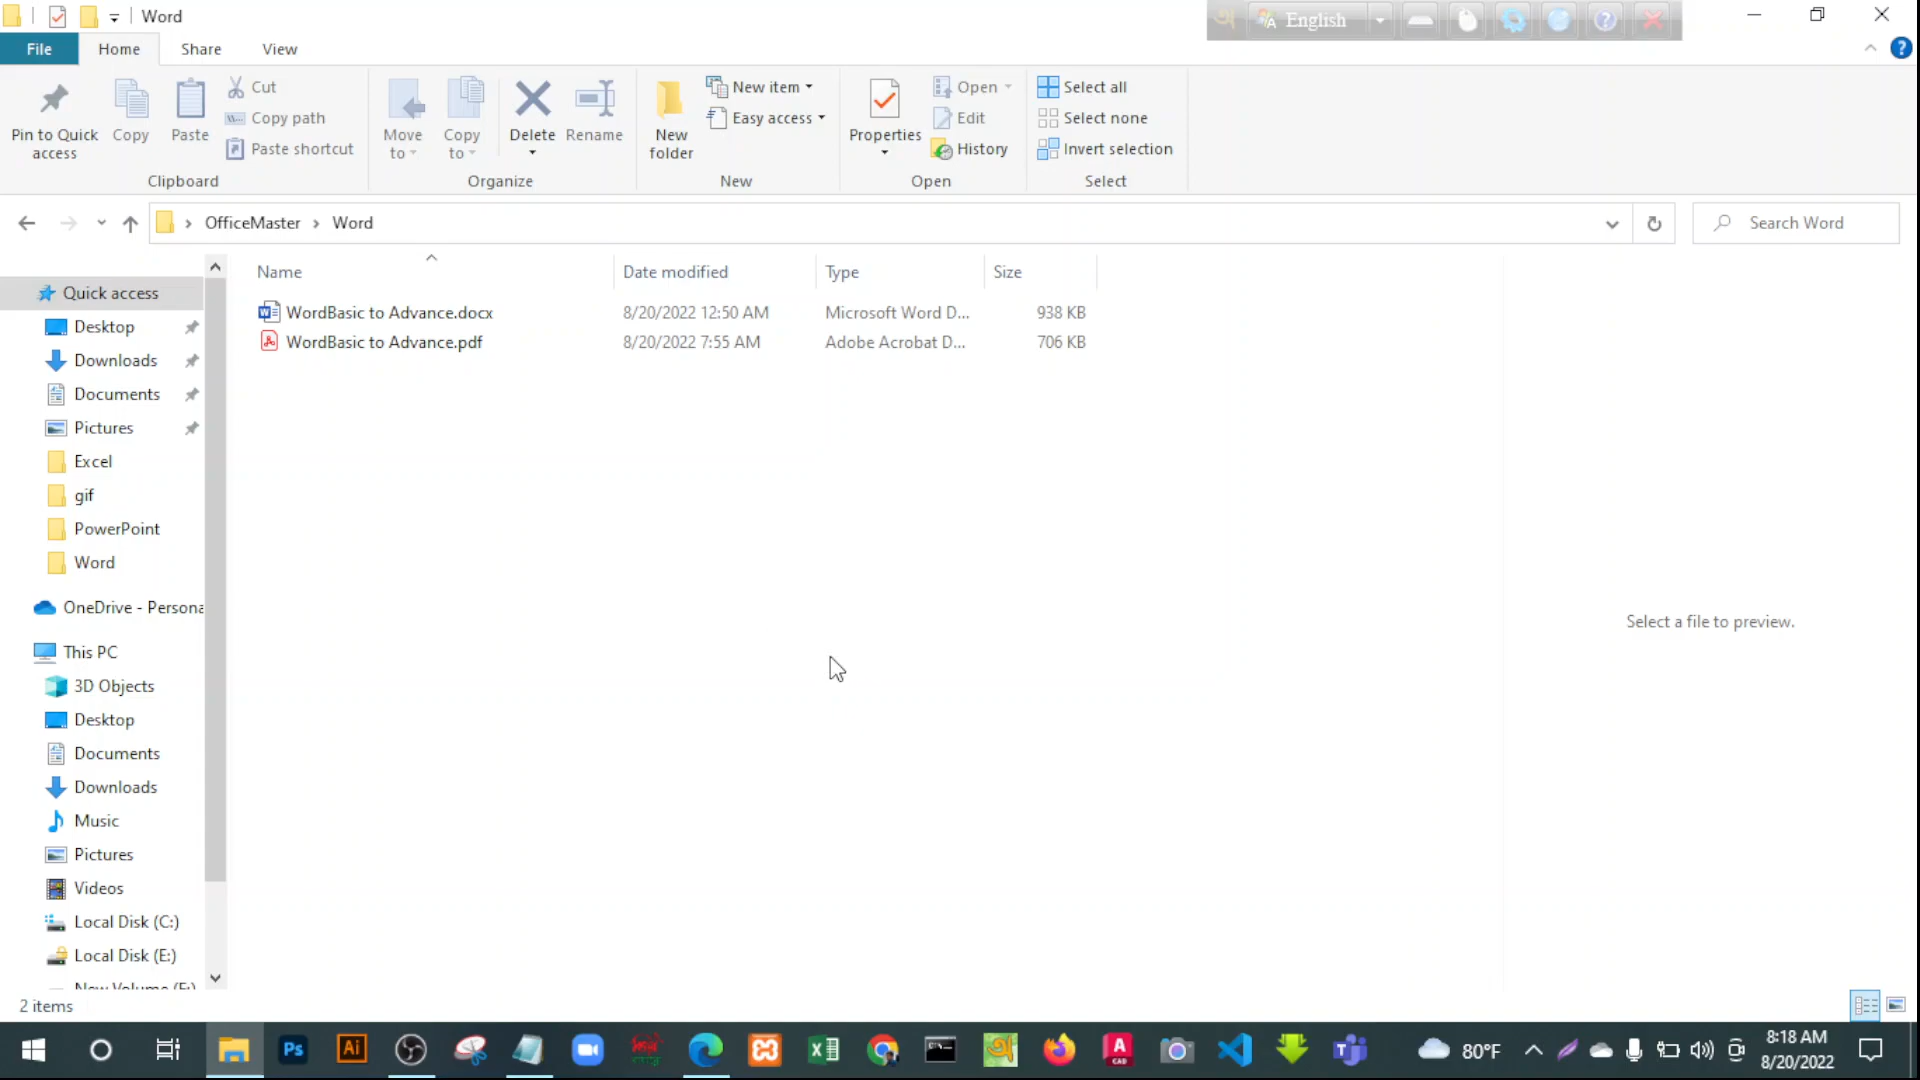 Word
English
File
Home
Share
View
Pin to Quick access
Copy
Paste
Cut
Copy path
Paste shortcut
Clipboard
Move to
Copy to
Delete
Rename
Organize
New folder
New item
Easy access
New
Properties
Open
Edit
History
Open
Select all
Select none
Invert selection
Select
OfficeMaster > Word
Search Word
Name
Date modified
Type
Size
WordBasic to Advance.docx 8/20/2022 12:50 AM Microsoft Word D... 938 KB
WordBasic to Advance.pdf 8/20/2022 7:55 AM Adobe Acrobat D... 706 KB
Quick access
Desktop
Downloads
Documents
Pictures
Excel
gif
PowerPoint
Word
OneDrive - Persona
This PC
3D Objects
Desktop
Documents
Downloads
Music
Pictures
Videos
Local Disk (C:)
Local Disk (E:)
Select a file to preview.
2 items
Ps
Ai
A
CAD
80°F
8:18 AM
8/20/2022